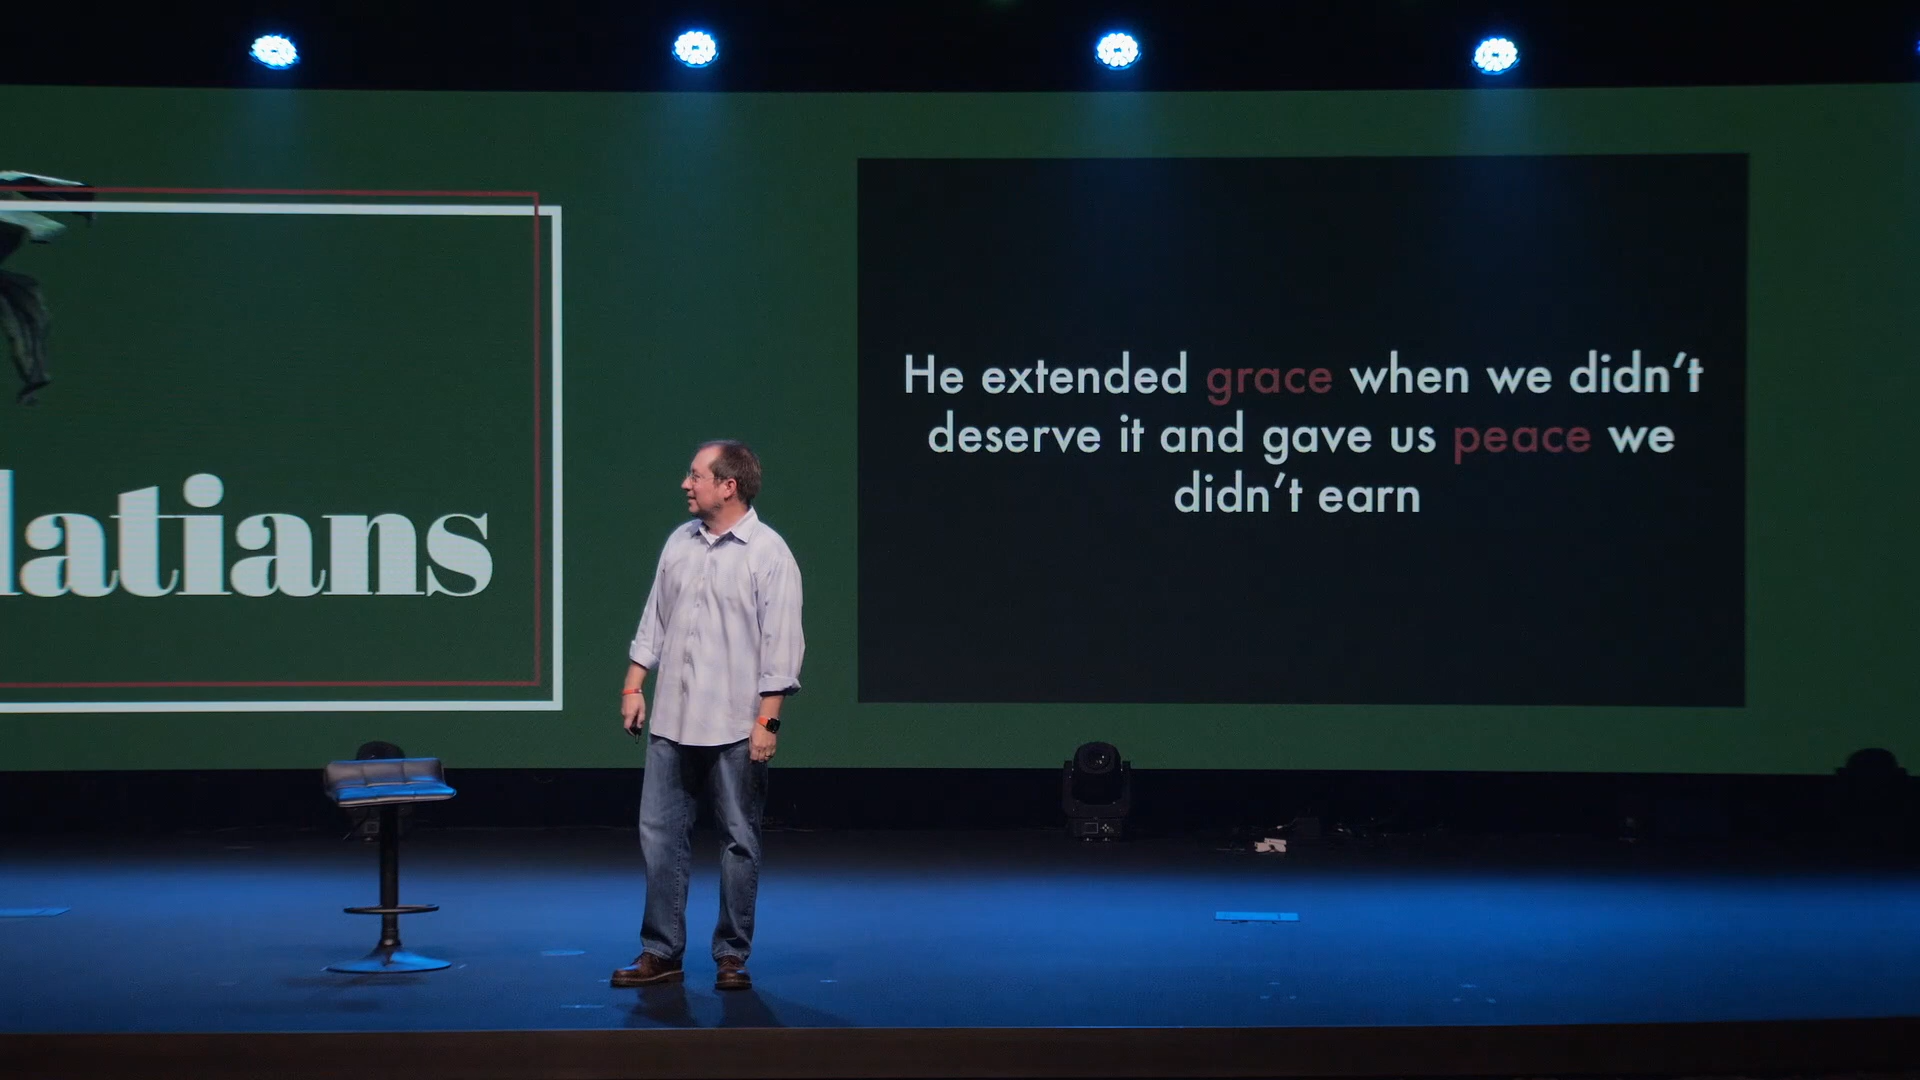 latians
He extended grace when we didn't
deserve it and gave us peace we
didn't earn